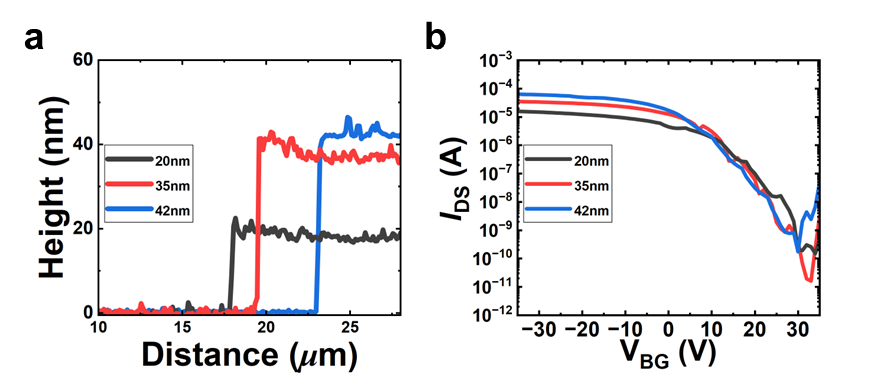 a
60
40
20
0
Height (nm)
20nm
35nm
42nm
10
15
20
25
Distance (μm)
b
10⁻³
10⁻⁴
10⁻⁵
10⁻⁶
10⁻⁷
10⁻⁸
10⁻⁹
10⁻¹⁰
10⁻¹¹
10⁻¹²
I_DS (A)
20nm
35nm
42nm
−30 −20 −10 0 10 20 30
V_BG (V)